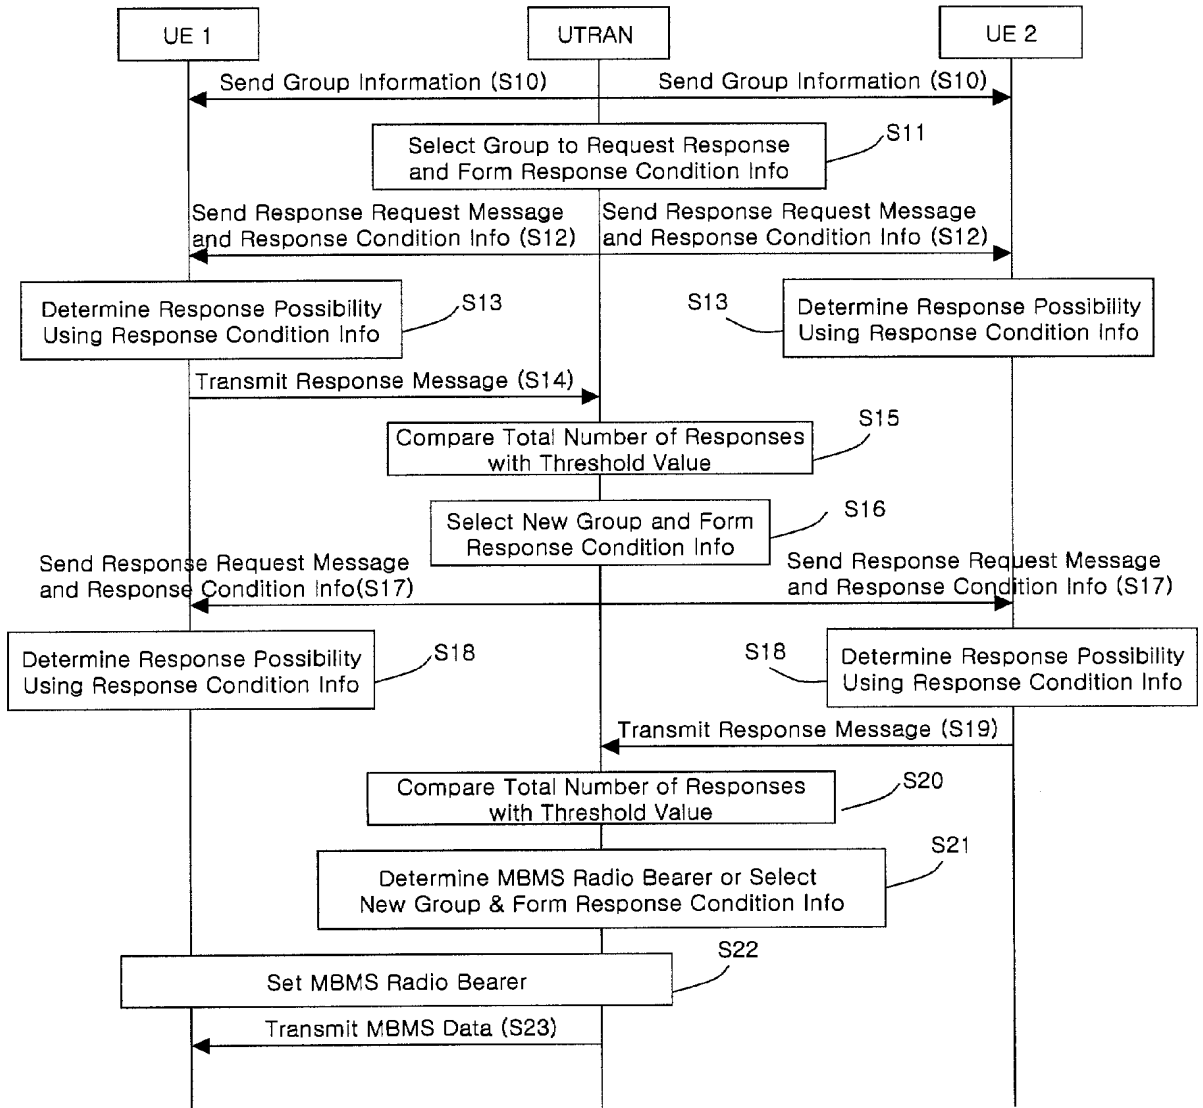 UE 1
UTRAN
UE 2
Send Group Information (S10)
Send Group Information (S10)
Select Group to Request Response
and Form Response Condition Info
S11
Send Response Request Message
and Response Condition Info (S12)
Send Response Request Message
and Response Condition Info (S12)
Determine Response Possibility
Using Response Condition Info
S13
S13
Determine Response Possibility
Using Response Condition Info
Transmit Response Message (S14)
Compare Total Number of Responses
with Threshold Value
S15
Select New Group and Form
Response Condition Info
S16
Send Response Request Message
and Response Condition Info(S17)
Send Response Request Message
and Response Condition Info (S17)
Determine Response Possibility
Using Response Condition Info
S18
S18
Determine Response Possibility
Using Response Condition Info
Transmit Response Message (S19)
Compare Total Number of Responses
with Threshold Value
S20
Determine MBMS Radio Bearer or Select
New Group & Form Response Condition Info
S21
Set MBMS Radio Bearer
S22
Transmit MBMS Data (S23)